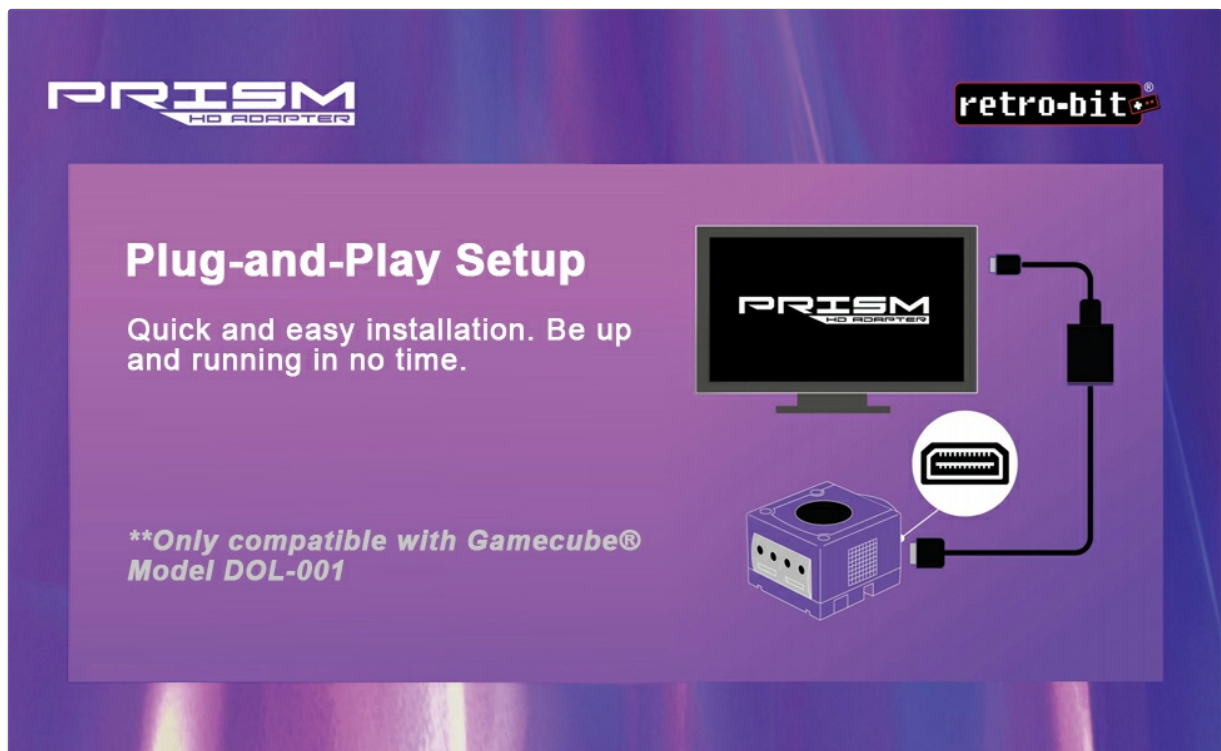 PRISM
HD ADAPTER
retro-bit®
Plug-and-Play Setup
Quick and easy installation. Be up
and running in no time.
PRISM
HD ADAPTER
**Only compatible with Gamecube®
Model DOL-001